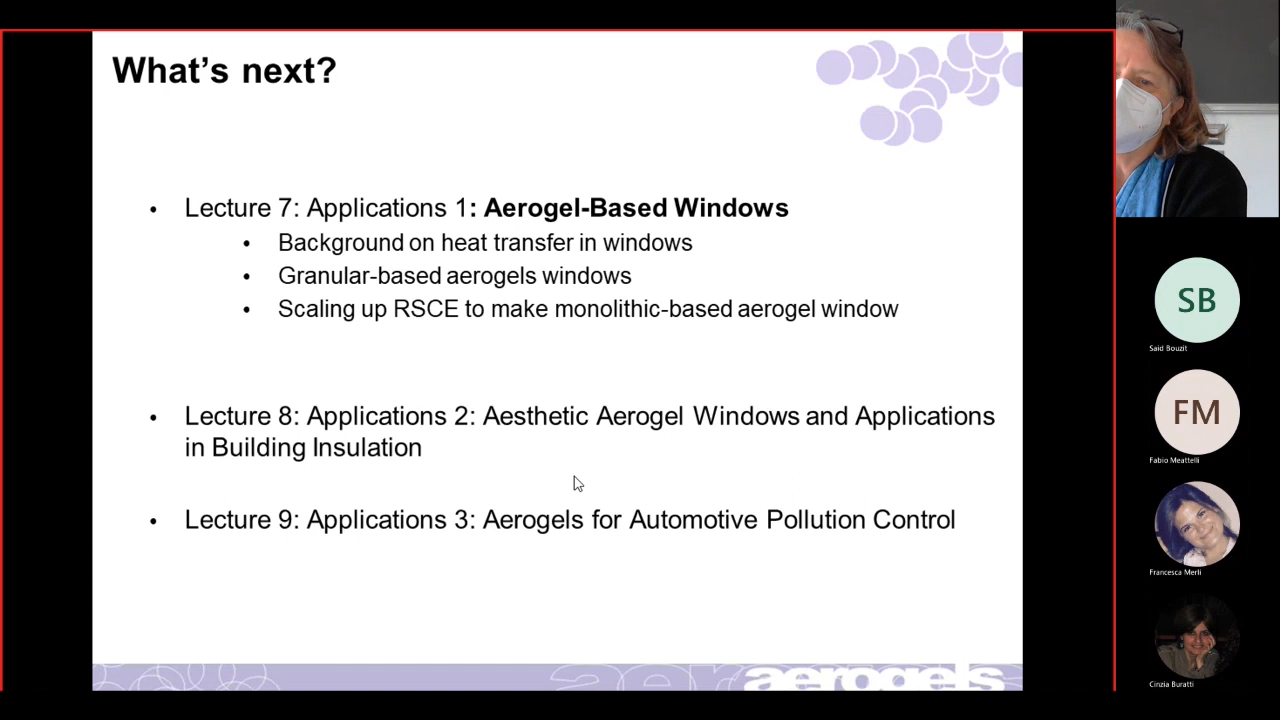 What's next?
• Lecture 7: Applications 1: Aerogel-Based Windows
• Background on heat transfer in windows
• Granular-based aerogels windows
• Scaling up RSCE to make monolithic-based aerogel window
• Lecture 8: Applications 2: Aesthetic Aerogel Windows and Applications
in Building Insulation
• Lecture 9: Applications 3: Aerogels for Automotive Pollution Control
aerogels
SB
Said Bouzit
FM
Fabio Meattelli
Francesca Merli
Cinzia Buratti